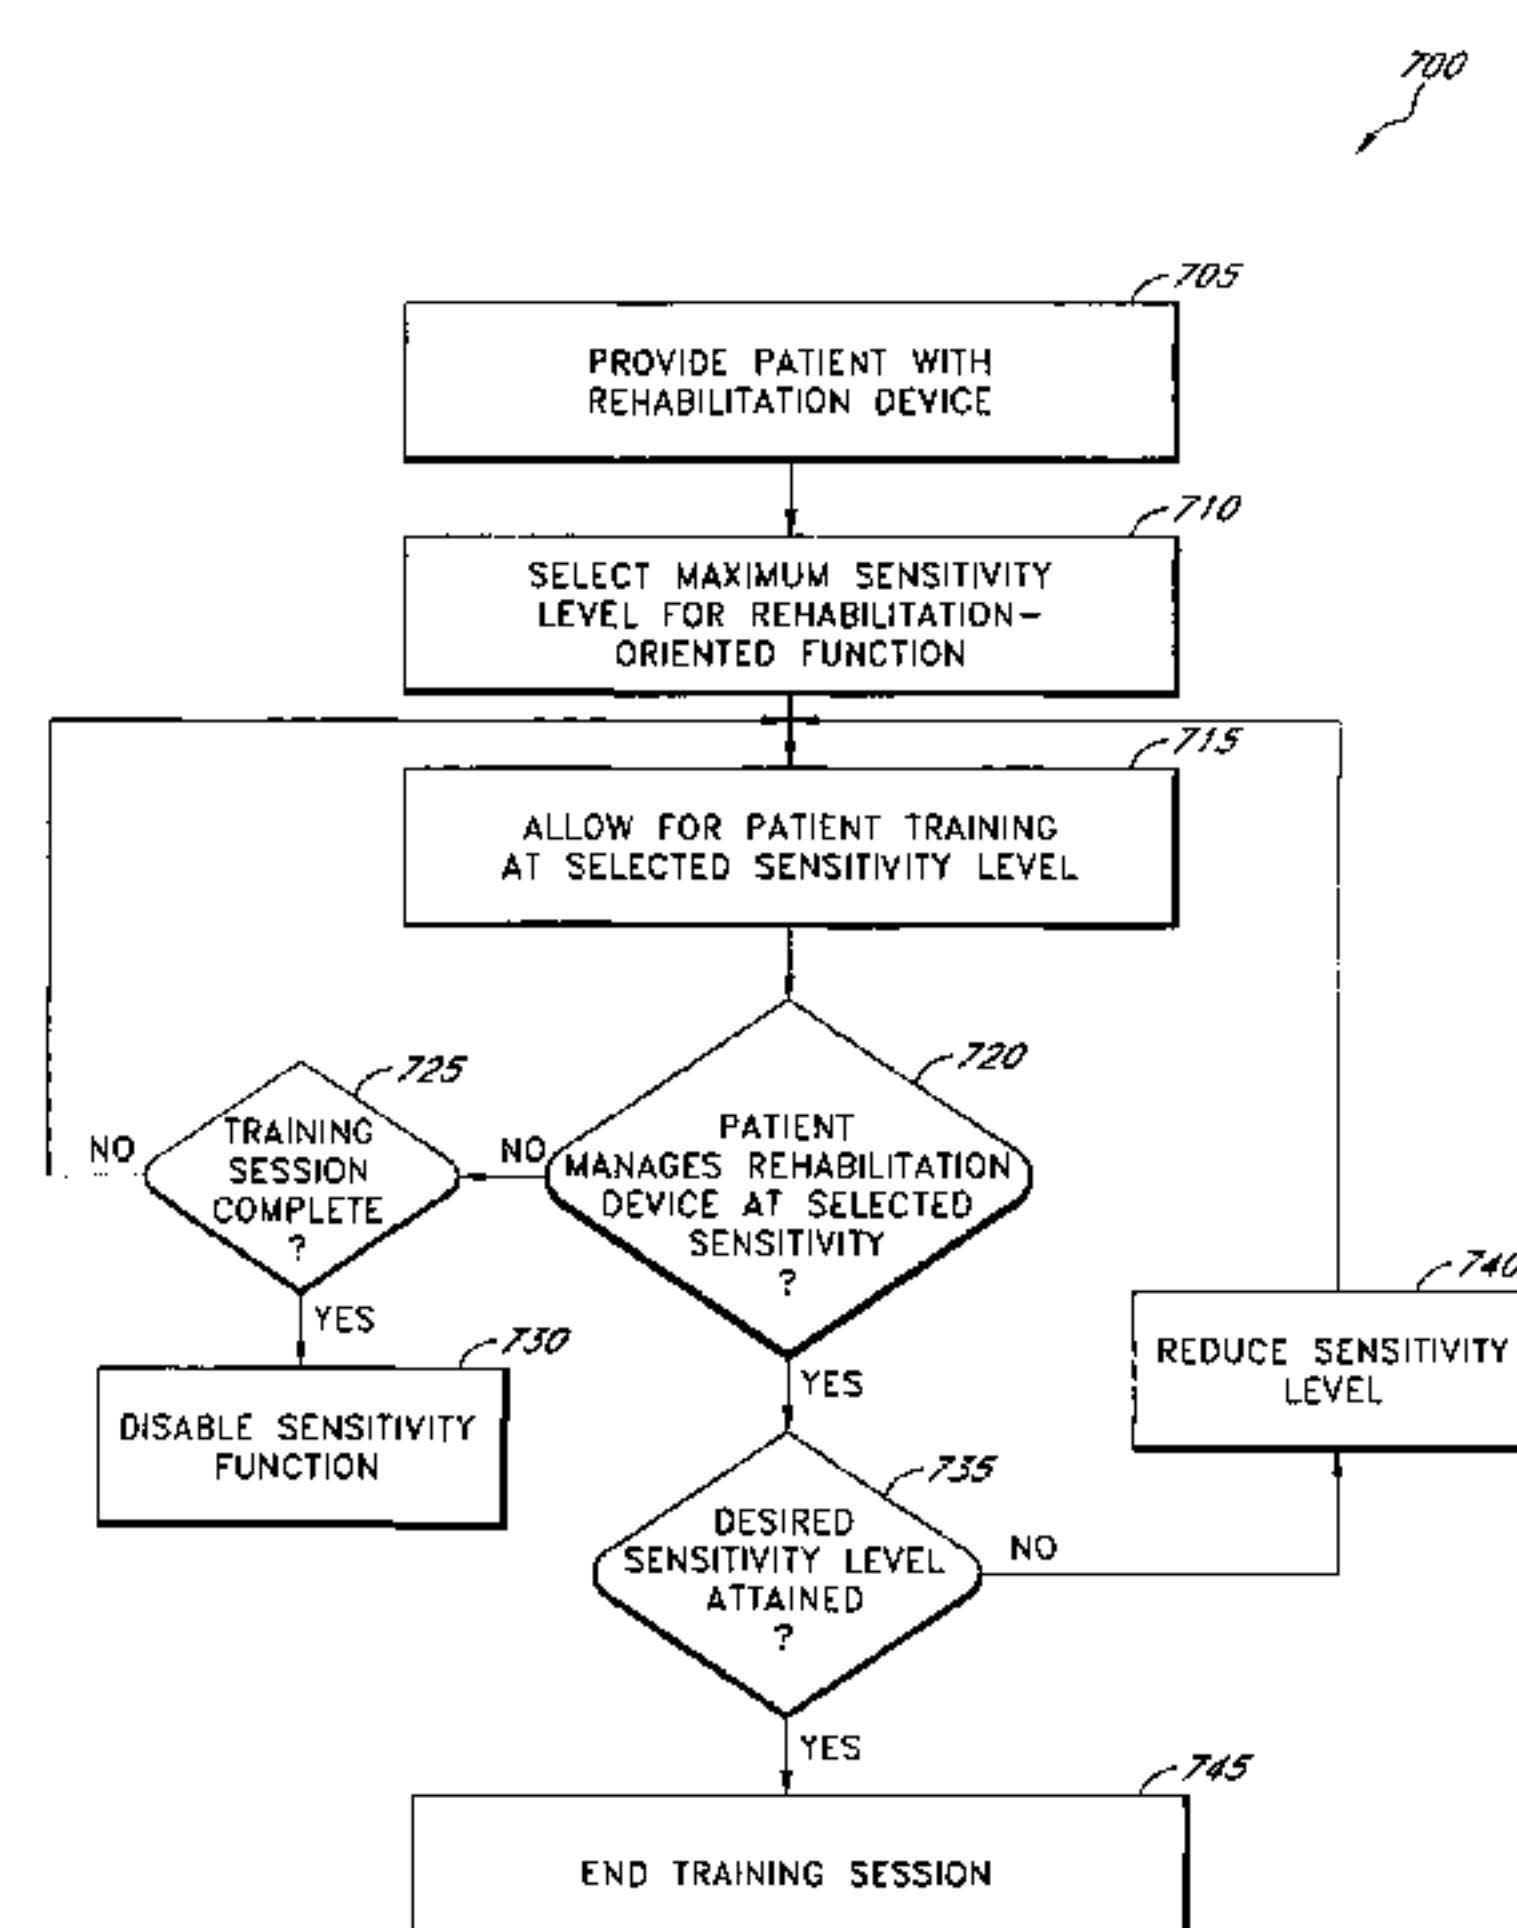 700
705
PROVIDE PATIENT WITH
REHABILITATION DEVICE
710
SELECT MAXIMUM SENSITIVITY
LEVEL FOR REHABILITATION-
ORIENTED FUNCTION
715
ALLOW FOR PATIENT TRAINING
AT SELECTED SENSITIVITY LEVEL
720
PATIENT
MANAGES REHABILITATION
DEVICE AT SELECTED
SENSITIVITY
?
NO
725
TRAINING
SESSION
COMPLETE
?
NO
YES
730
DISABLE SENSITIVITY
FUNCTION
YES
735
DESIRED
SENSITIVITY LEVEL
ATTAINED
?
NO
740
REDUCE SENSITIVITY
LEVEL
YES
745
END TRAINING SESSION